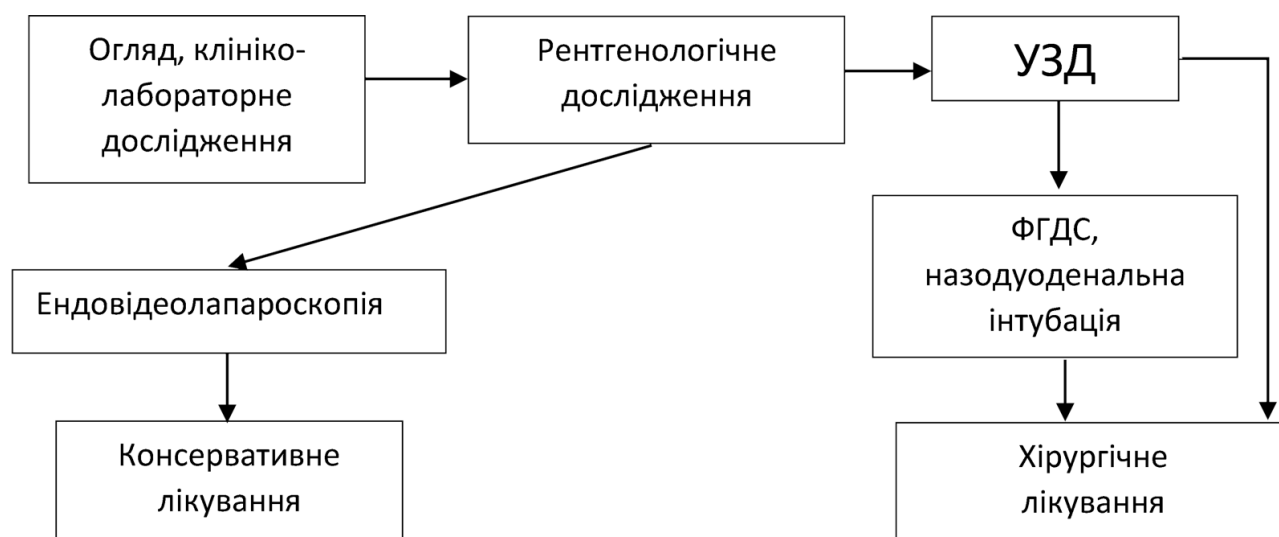 Огляд, клініко-
лабораторне
дослідження
Рентгенологічне
дослідження
УЗД
ФГДС,
назодуоденальна
інтубація
Ендовідеолапароскопія
Консервативне
лікування
Хірургічне
лікування